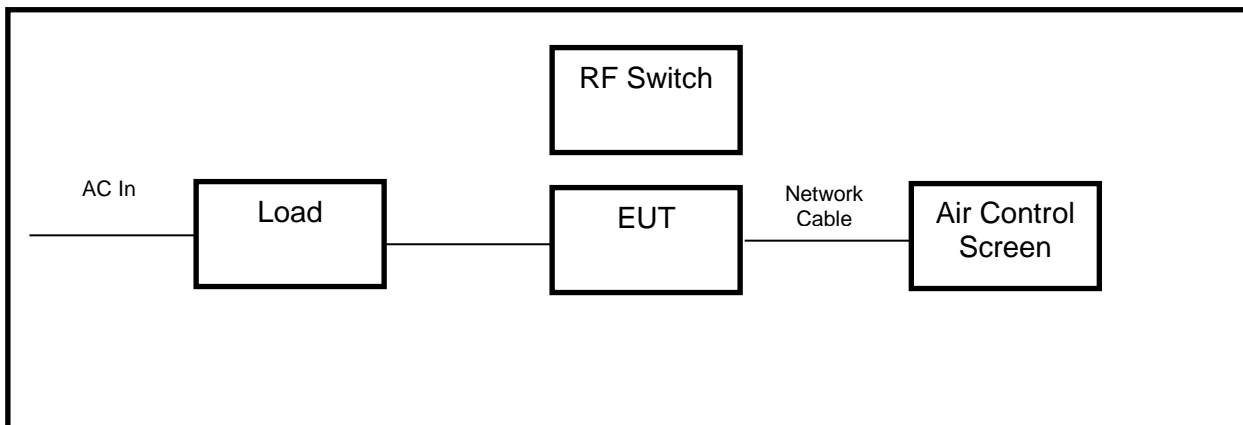 RF Switch
AC In
Load
EUT
Network
Cable
Air Control
Screen